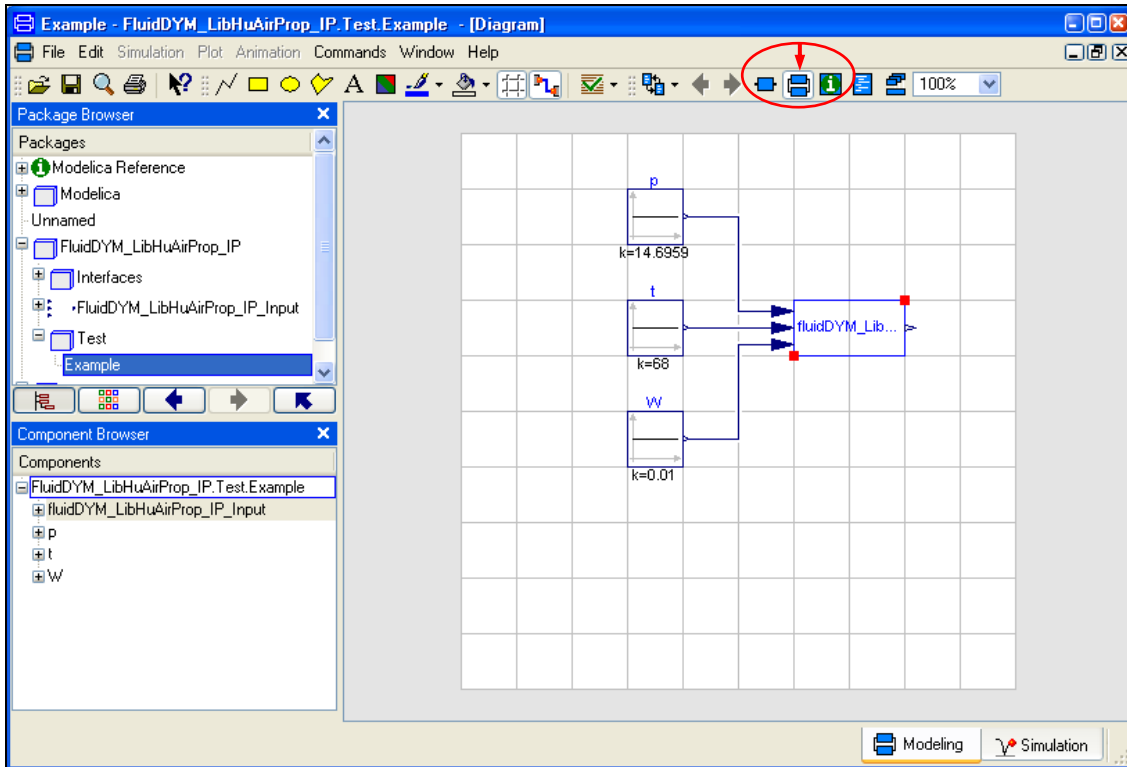 Example - FluidDYM_LibHuAirProp_IP.Test.Example - [Diagram]
File Edit Simulation Plot Animation Commands Window Help
A 100%
Package Browser
Packages
Modelica Reference
Modelica
Unnamed
FluidDYM_LibHuAirProp_IP
Interfaces
FluidDYM_LibHuAirProp_IP_Input
Test
Example
Component Browser
Components
FluidDYM_LibHuAirProp_IP.Test.Example
fluidDYM_LibHuAirProp_IP_Input
p
t
W
p
k=14.6959
t
fluidDYM_Lib...
k=68
W
k=0.01
Modeling Simulation